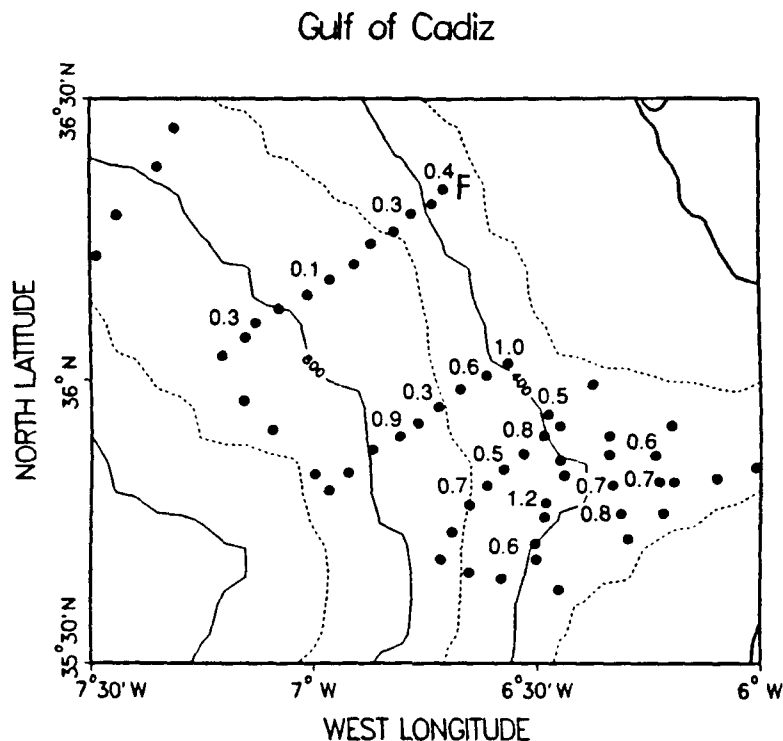 Gulf of Cadiz
36°30'N
0.4
F
0.3
0.1
0.3
800
1.0
0.6
400
36°N
0.3
0.5
0.9
0.8
0.6
0.5
0.7
0.7
0.7
1.2
0.8
0.6
35°30'N
7°30'W
7°W
6°30'W
6°W
NORTH LATITUDE
WEST LONGITUDE